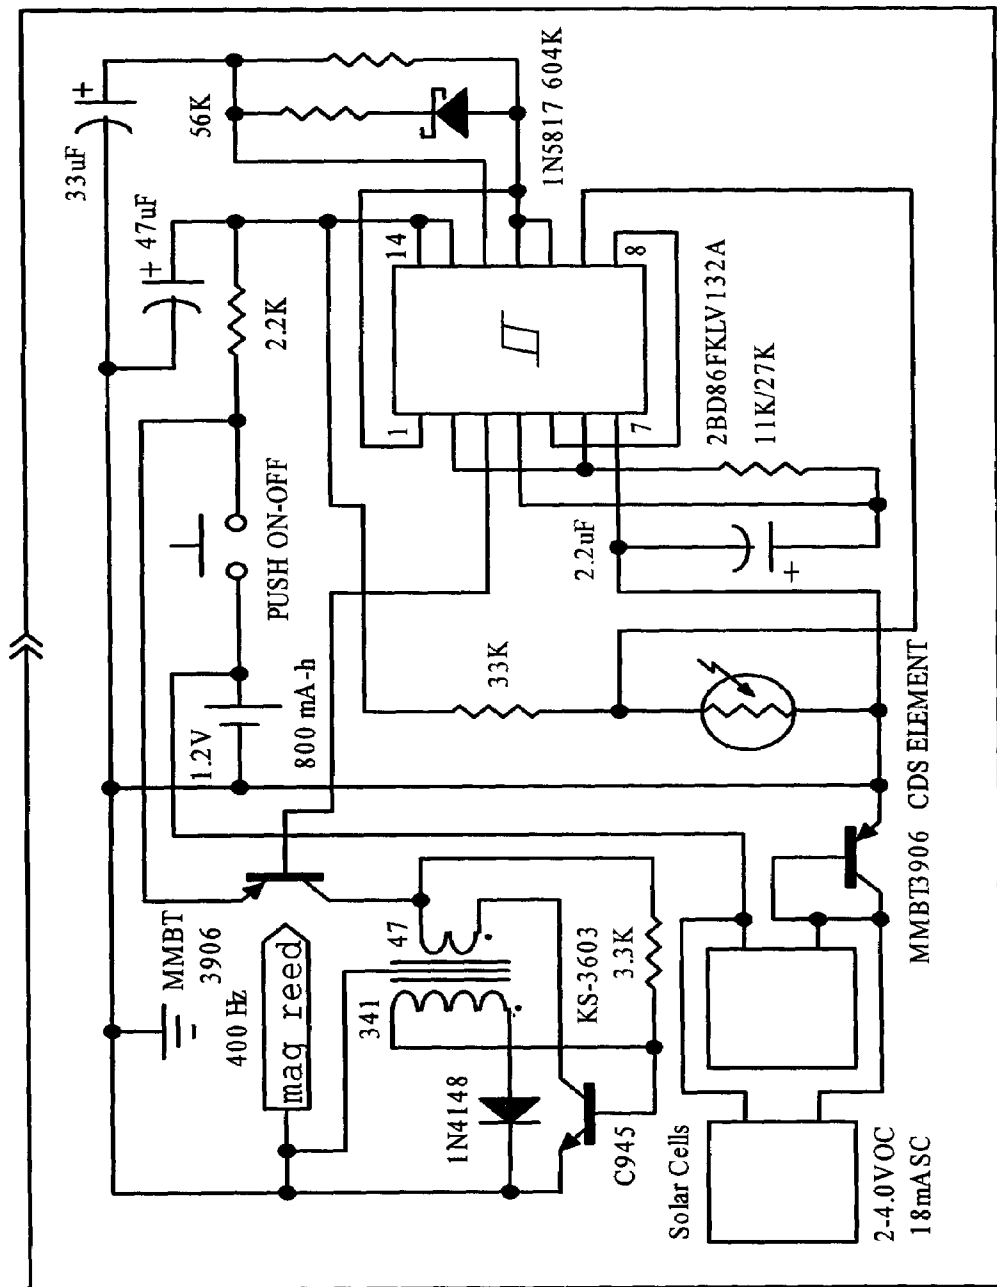 33uF
+
+ 47uF
56K
1N5817 604K
2.2K
PUSH ON-OFF
1.2V
800 mA-h
14
1
8
7
2BD86FKLV132A
11K/27K
2.2uF
+
33K
CDS ELEMENT
MMBT3906
MMBT
3906
400 Hz
mag reed
341
47
KS-3603
3.3K
1N4148
C945
Solar Cells
2-4.0VOC
18mASC